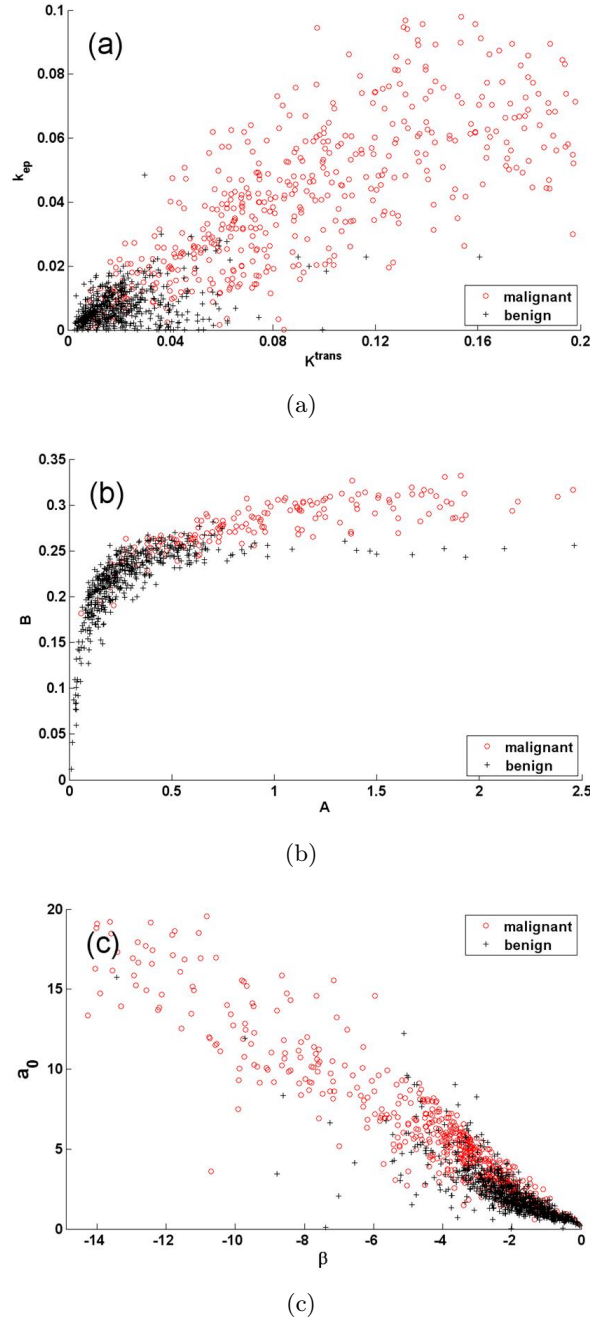 (a)
0.1
0.08
0.06
0.04
0.02
0
k_ep
0 0.04 0.08 0.12 0.16 0.2
K^trans
malignant
benign
(a)
(b)
0.35
0.3
0.25
0.2
0.15
0.1
0.05
0
B
0 0.5 1 1.5 2 2.5
A
malignant
benign
(b)
(c)
20
15
10
5
0
a_0
-14 -12 -10 -8 -6 -4 -2 0
β
malignant
benign
(c)